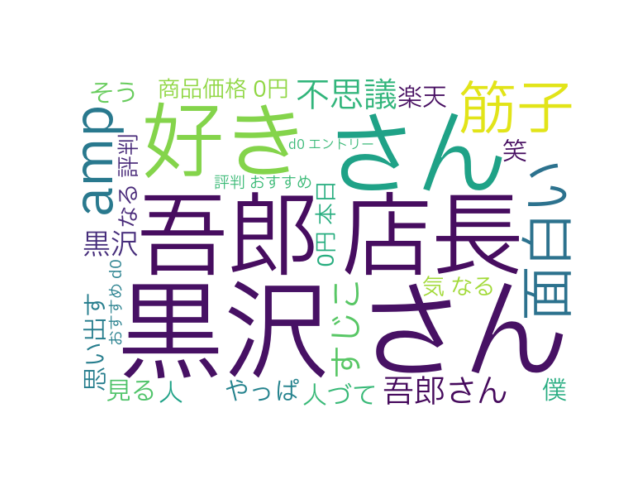 そう
商品価格 0円
不思議
楽天
筋子
amp
好き
さん
d0 エントリー
笑
なる 評判
評判 おすすめ
吾郎 店長
0円 本日
面白い
黒沢
おすすめ d0
黒沢 さん
すじこ
気 なる
思い出す
見る 人
やっぱ
人づて
吾郎さん
僕